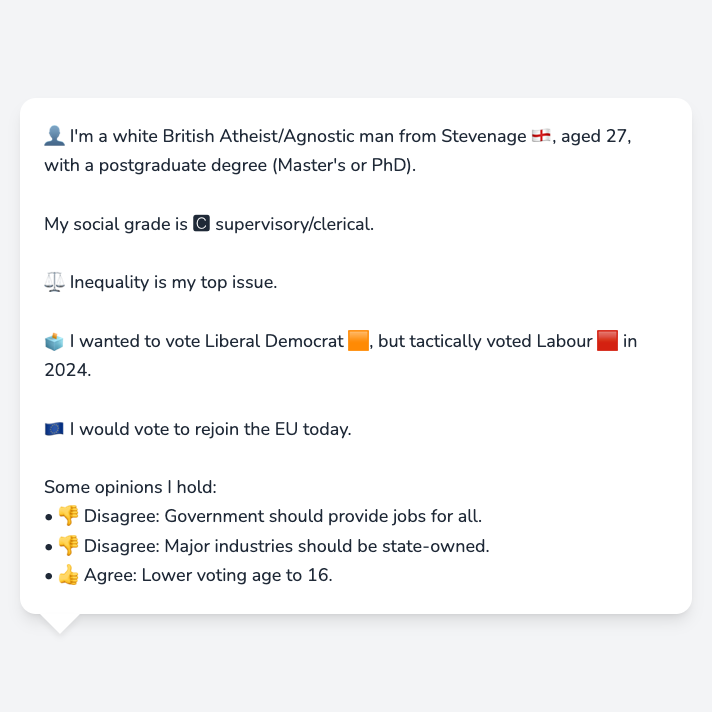 👤 I'm a white British Atheist/Agnostic man from Stevenage 🏴󠁧󠁢󠁥󠁮󠁧󠁿, aged 27,
with a postgraduate degree (Master's or PhD).
My social grade is 🅲 supervisory/clerical.
⚖️ Inequality is my top issue.
🗳️ I wanted to vote Liberal Democrat 🟧, but tactically voted Labour 🟥 in
2024.
🇪🇺 I would vote to rejoin the EU today.
Some opinions I hold:
• 👎 Disagree: Government should provide jobs for all.
• 👎 Disagree: Major industries should be state-owned.
• 👍 Agree: Lower voting age to 16.